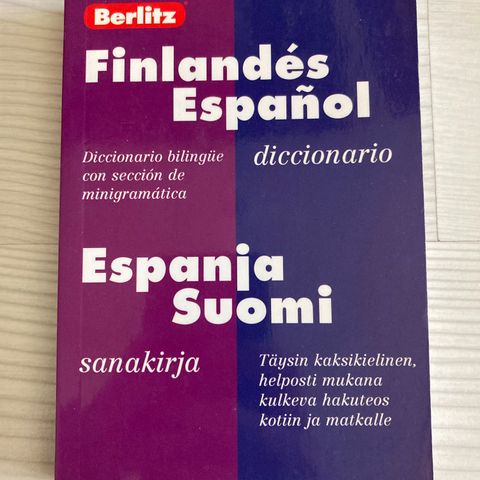 Berlitz
Finlandés
Español
Diccionario bilingüe
con sección de
minigramática
diccionario
Espanja
Suomi
sanakirja
Täysin kaksikielinen,
helposti mukana
kulkeva hakuteos
kotiin ja matkalle